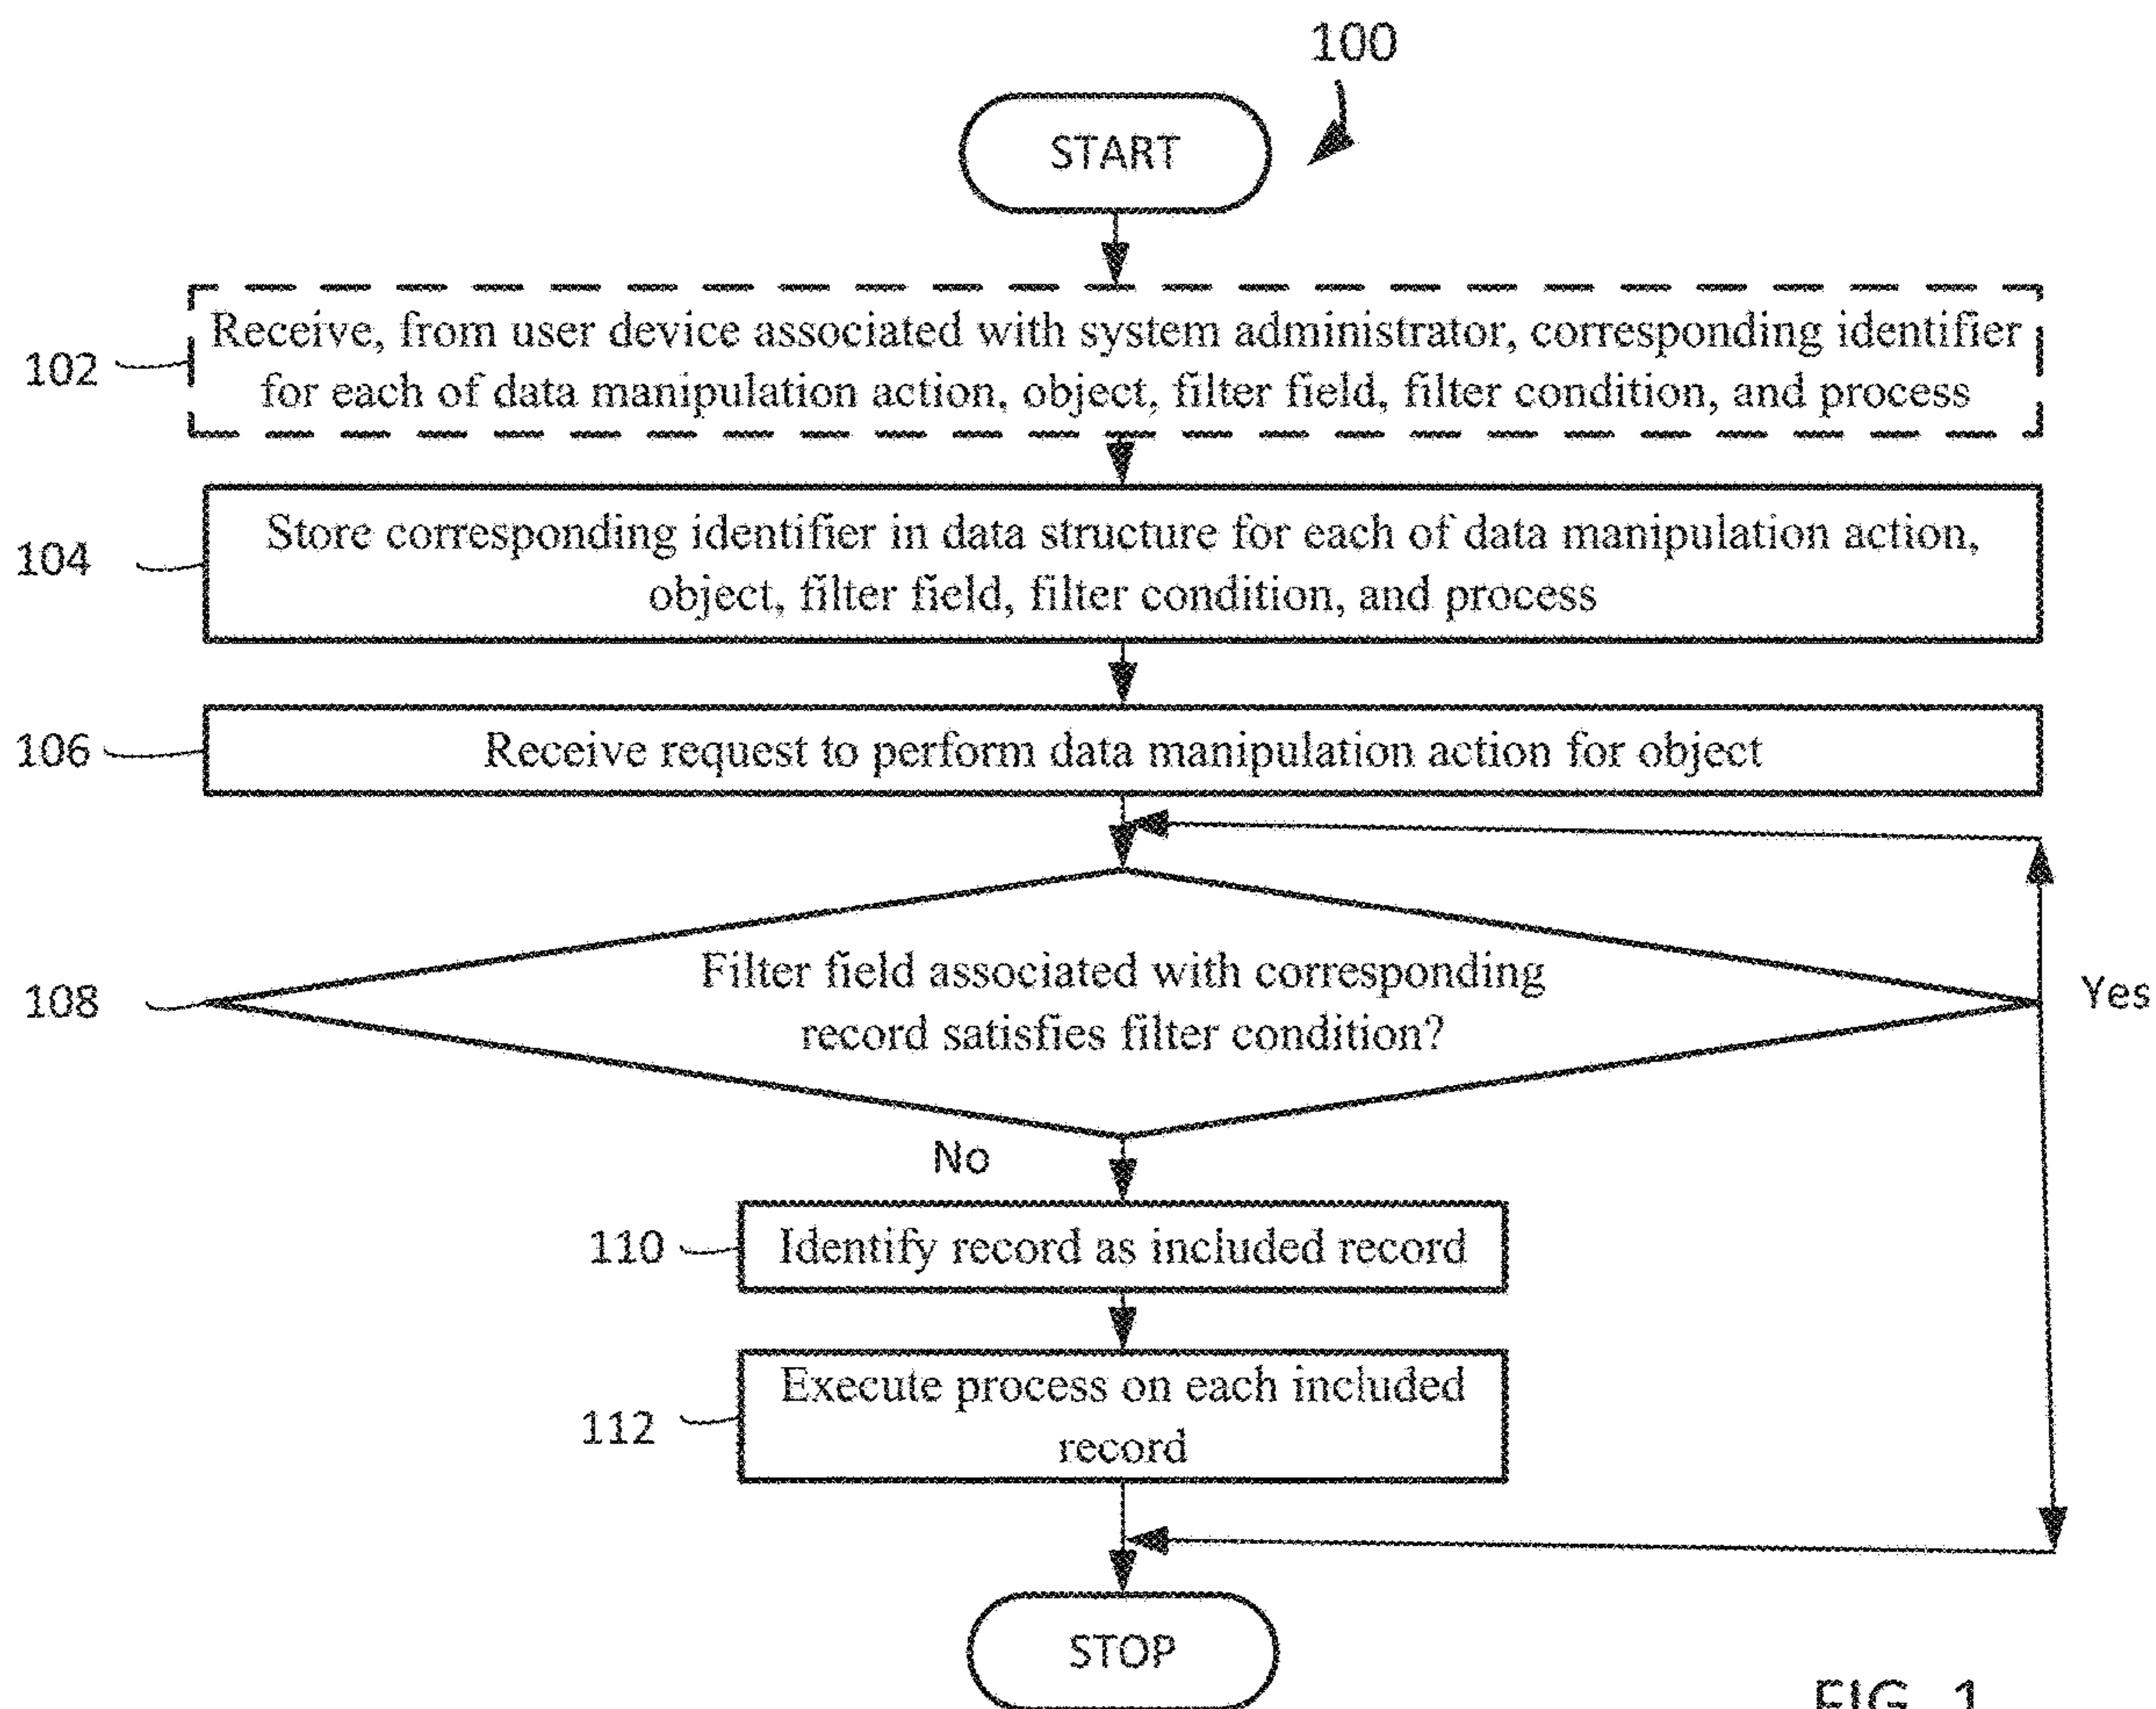 100
START
102
Receive, from user device associated with system administrator, corresponding identifier
for each of data manipulation action, object, filter field, filter condition, and process
104
Store corresponding identifier in data structure for each of data manipulation action,
object, filter field, filter condition, and process
106
Receive request to perform data manipulation action for object
108
Filter field associated with corresponding
record satisfies filter condition?
Yes
No
110
Identify record as included record
112
Execute process on each included
record
STOP
FIG. 1